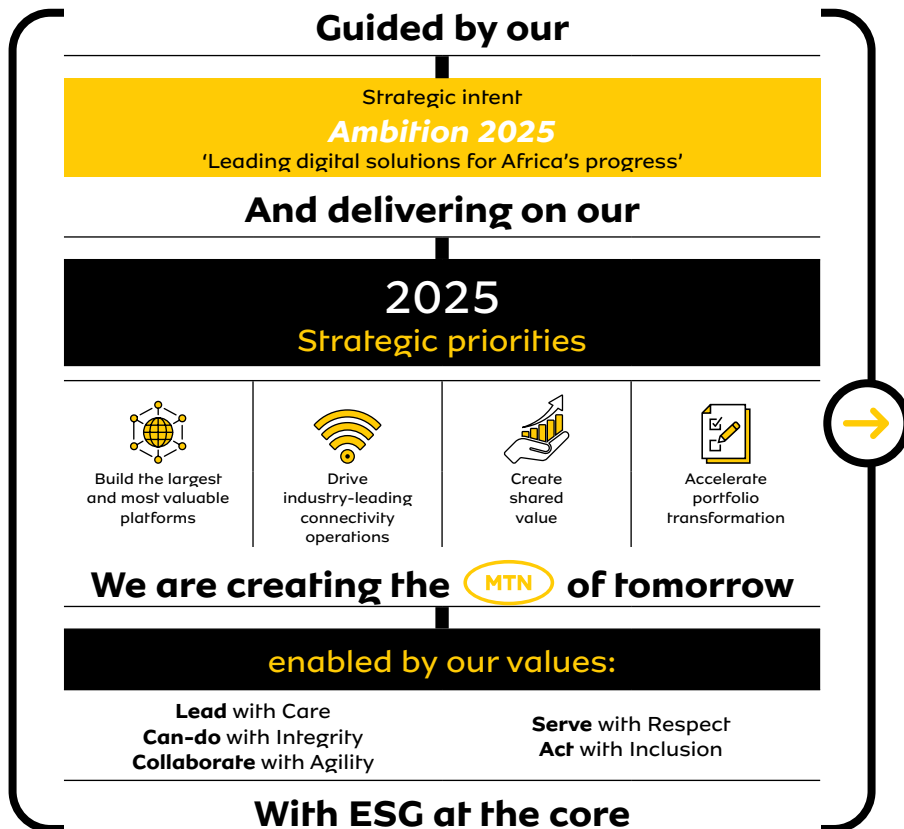 Guided by our
Strategic intent
Ambition 2025
‘Leading digital solutions for Africa’s progress’
And delivering on our
2025
Strategic priorities
Build the largest
and most valuable
platforms
Drive
industry-leading
connectivity
operations
Create
shared
value
Accelerate
portfolio
transformation
We are creating the MTN of tomorrow
enabled by our values:
Lead with Care
Can-do with Integrity
Collaborate with Agility
Serve with Respect
Act with Inclusion
With ESG at the core